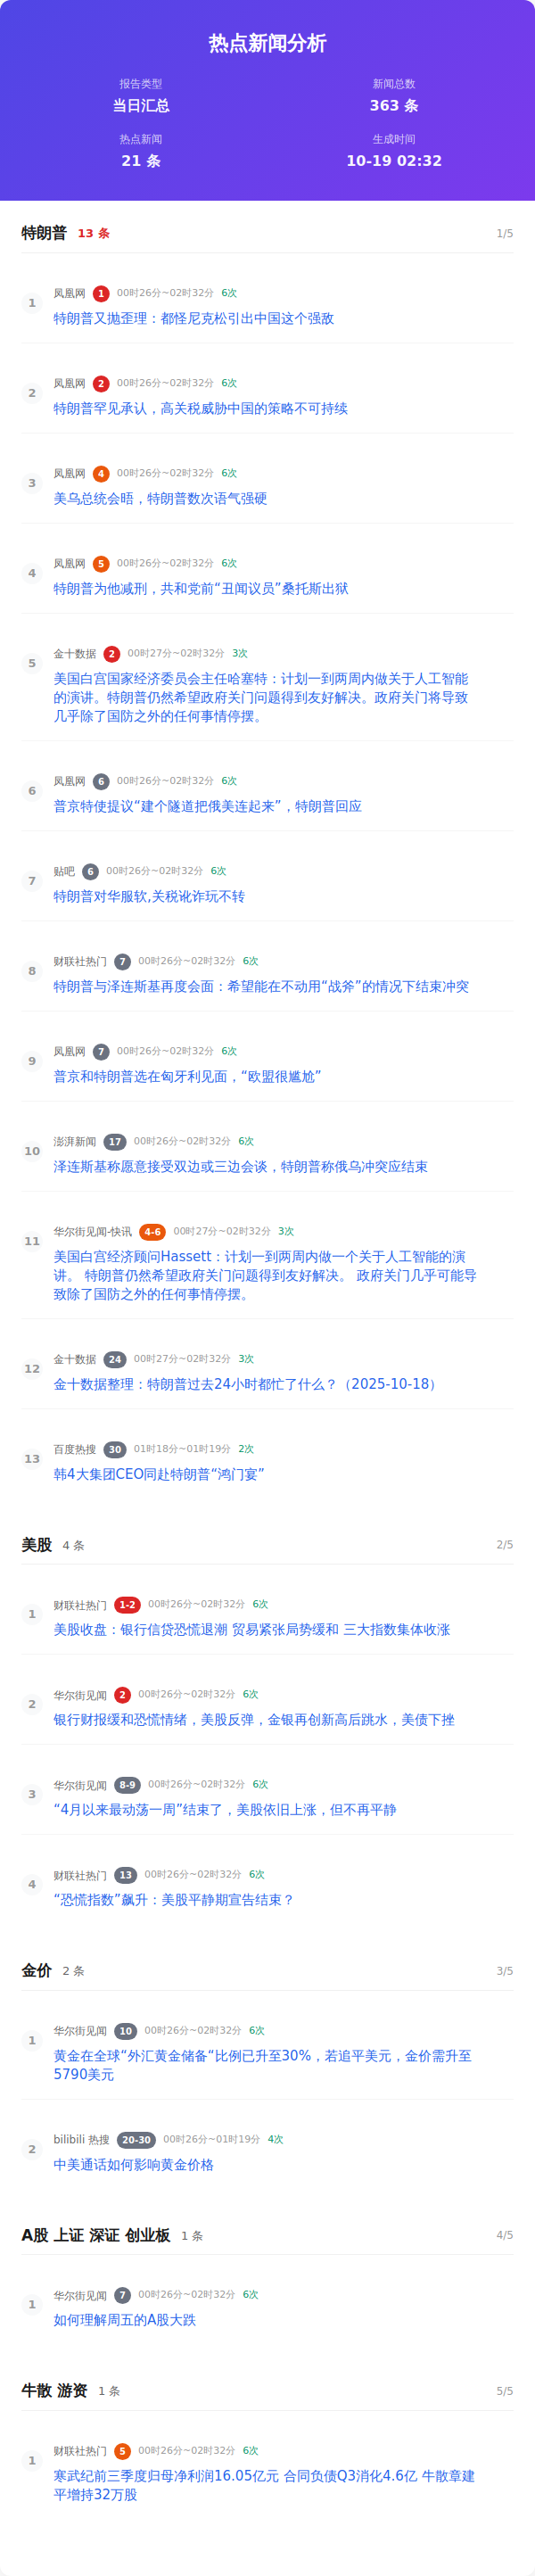 热点新闻分析
报告类型
当日汇总
新闻总数
363 条
热点新闻
21 条
生成时间
10-19 02:32
特朗普 13 条 1/5
1 凤凰网 1 00时26分~02时32分 6次
特朗普又抛歪理：都怪尼克松引出中国这个强敌
2 凤凰网 2 00时26分~02时32分 6次
特朗普罕见承认，高关税威胁中国的策略不可持续
3 凤凰网 4 00时26分~02时32分 6次
美乌总统会晤，特朗普数次语气强硬
4 凤凰网 5 00时26分~02时32分 6次
特朗普为他减刑，共和党前“丑闻议员”桑托斯出狱
5 金十数据 2 00时27分~02时32分 3次
美国白宫国家经济委员会主任哈塞特：计划一到两周内做关于人工智能
的演讲。特朗普仍然希望政府关门问题得到友好解决。政府关门将导致
几乎除了国防之外的任何事情停摆。
6 凤凰网 6 00时26分~02时32分 6次
普京特使提议“建个隧道把俄美连起来”，特朗普回应
7 贴吧 6 00时26分~02时32分 6次
特朗普对华服软,关税讹诈玩不转
8 财联社热门 7 00时26分~02时32分 6次
特朗普与泽连斯基再度会面：希望能在不动用“战斧”的情况下结束冲突
9 凤凰网 7 00时26分~02时32分 6次
普京和特朗普选在匈牙利见面，“欧盟很尴尬”
10 澎湃新闻 17 00时26分~02时32分 6次
泽连斯基称愿意接受双边或三边会谈，特朗普称俄乌冲突应结束
11 华尔街见闻-快讯 4-6 00时27分~02时32分 3次
美国白宫经济顾问Hassett：计划一到两周内做一个关于人工智能的演
讲。 特朗普仍然希望政府关门问题得到友好解决。 政府关门几乎可能导
致除了国防之外的任何事情停摆。
12 金十数据 24 00时27分~02时32分 3次
金十数据整理：特朗普过去24小时都忙了什么？（2025-10-18）
13 百度热搜 30 01时18分~01时19分 2次
韩4大集团CEO同赴特朗普“鸿门宴”
美股 4 条 2/5
1 财联社热门 1-2 00时26分~02时32分 6次
美股收盘：银行信贷恐慌退潮 贸易紧张局势缓和 三大指数集体收涨
2 华尔街见闻 2 00时26分~02时32分 6次
银行财报缓和恐慌情绪，美股反弹，金银再创新高后跳水，美债下挫
3 华尔街见闻 8-9 00时26分~02时32分 6次
“4月以来最动荡一周”结束了，美股依旧上涨，但不再平静
4 财联社热门 13 00时26分~02时32分 6次
“恐慌指数”飙升：美股平静期宣告结束？
金价 2 条 3/5
1 华尔街见闻 10 00时26分~02时32分 6次
黄金在全球“外汇黄金储备“比例已升至30%，若追平美元，金价需升至
5790美元
2 bilibili 热搜 20-30 00时26分~01时19分 4次
中美通话如何影响黄金价格
A股 上证 深证 创业板 1 条 4/5
1 华尔街见闻 7 00时26分~02时32分 6次
如何理解周五的A股大跌
牛散 游资 1 条 5/5
1 财联社热门 5 00时26分~02时32分 6次
寒武纪前三季度归母净利润16.05亿元 合同负债Q3消化4.6亿 牛散章建
平增持32万股